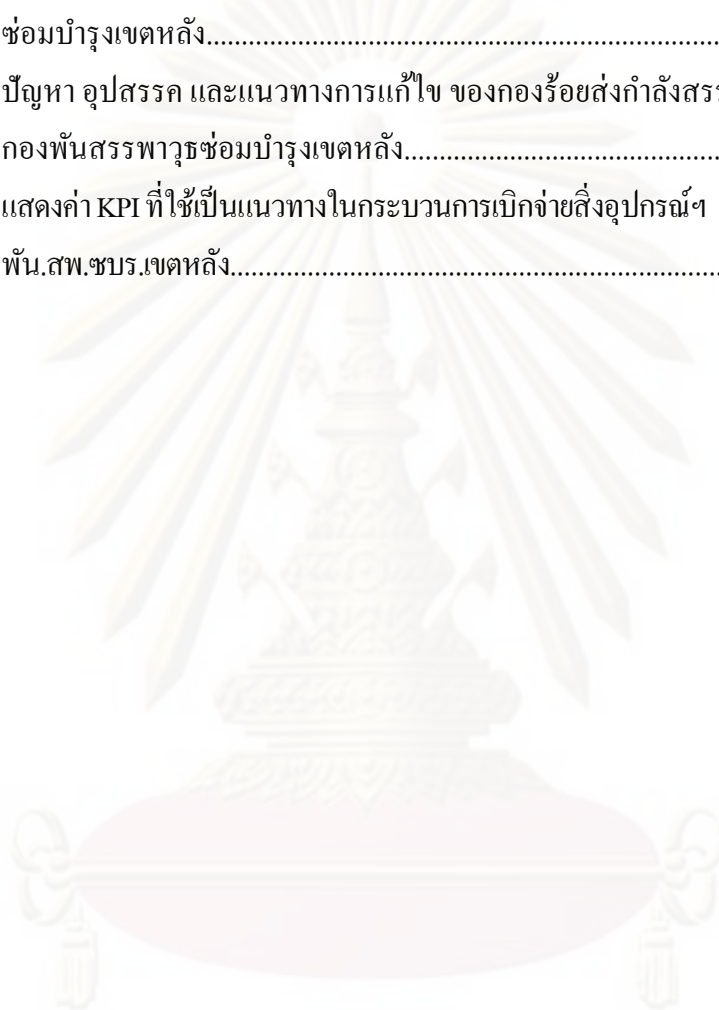 ซ่อมบำรุงเขตหลัง........................................................................
ปัญหา อุปสรรค และแนวทางการแก้ไข ของกองร้อยส่งกำลังสรร
กองพันสรรพาวุธซ่อมบำรุงเขตหลัง............................................
แสดงค่า KPI ที่ใช้เป็นแนวทางในกระบวนการเบิกจ่ายสิ่งอุปกรณ์ฯ
พัน.สพ.ซบร.เขตหลัง.....................................................................